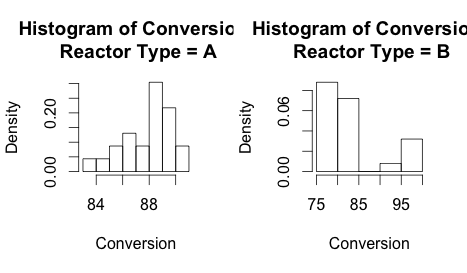 Histogram of Conversio
Reactor Type = A
Density
0.00
0.20
84
88
Conversion
Histogram of Conversio
Reactor Type = B
Density
0.00
0.06
75
85
95
Conversion